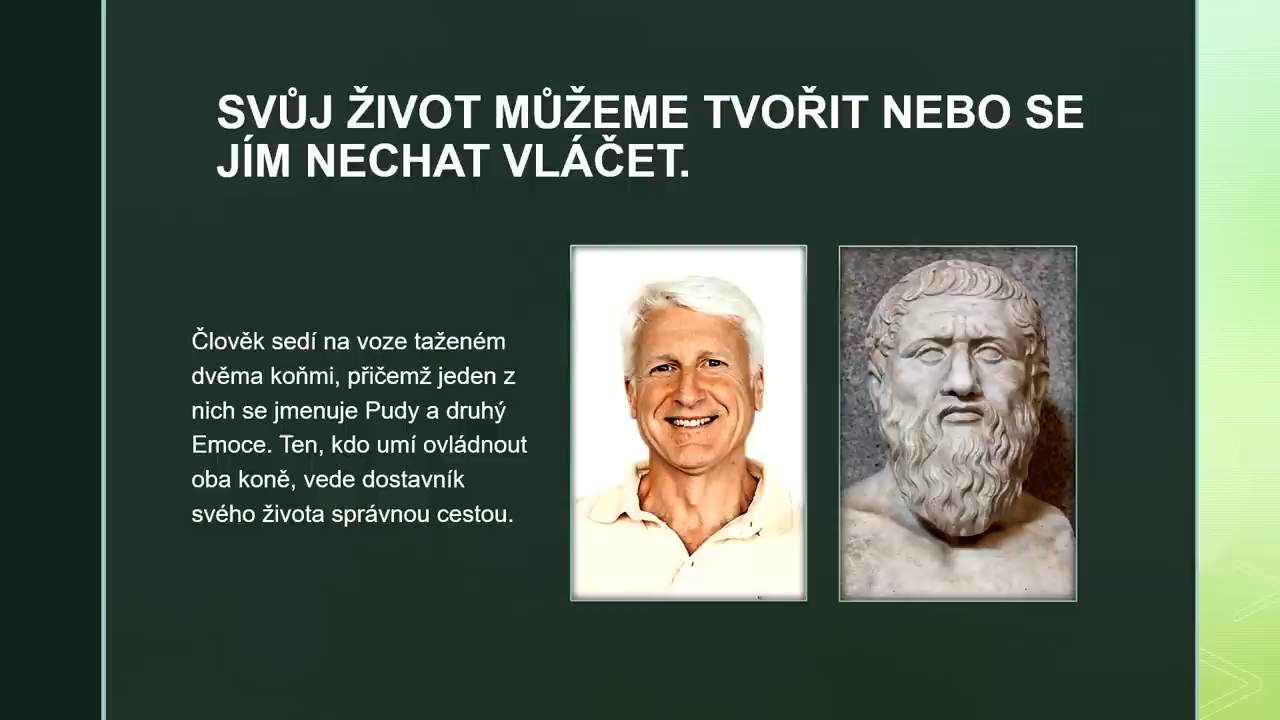 SVŮJ ŽIVOT MŮŽEME TVOŘIT NEBO SE
JÍM NECHAT VLÁČET.
Člověk sedí na voze taženém
dvěma koňmi, přičemž jeden z
nich se jmenuje Pudy a druhý
Emoce. Ten, kdo umí ovládnout
oba koně, vede dostavník
svého života správnou cestou.